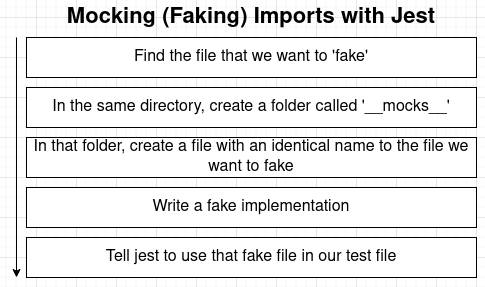 Mocking (Faking) Imports with Jest
Find the file that we want to 'fake'
In the same directory, create a folder called '__mocks__'
In that folder, create a file with an identical name to the file we
want to fake
Write a fake implementation
Tell jest to use that fake file in our test file